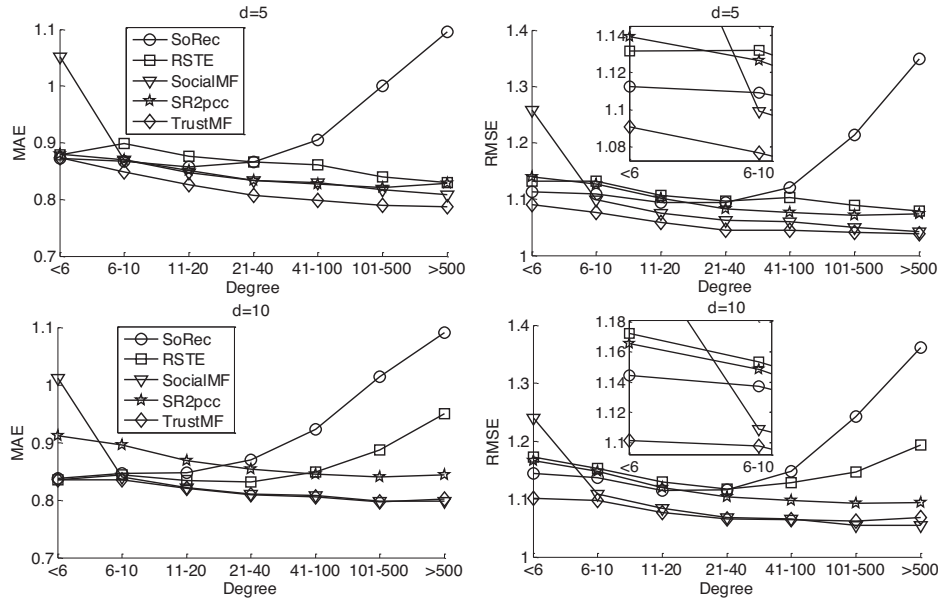 d=5
1.1
1
0.9
0.8
0.7
MAE
SoRec
RSTE
SocialMF
SR2pcc
TrustMF
<6 6-10 11-20 21-40 41-100 101-500 >500
Degree
d=5
1.4
1.3
1.2
1.1
1
RMSE
1.14
1.12
1.1
1.08
<6 6-10
<6 6-10 11-20 21-40 41-100 101-500 >500
Degree
d=10
1.1
1
0.9
0.8
0.7
MAE
SoRec
RSTE
SocialMF
SR2pcc
TrustMF
<6 6-10 11-20 21-40 41-100 101-500 >500
Degree
d=10
1.4
1.3
1.2
1.1
1
RMSE
1.18
1.16
1.14
1.12
1.1
<6 6-10
<6 6-10 11-20 21-40 41-100 101-500 >500
Degree